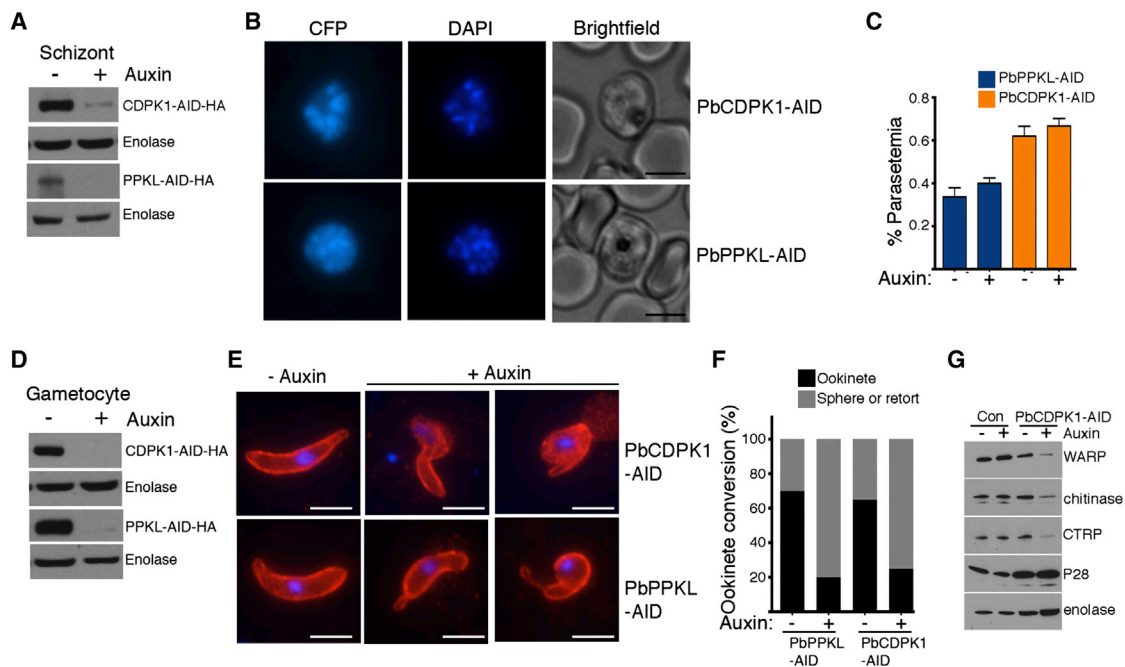 A
Schizont
- + Auxin
CDPK1-AID-HA
Enolase
PPKL-AID-HA
Enolase
B
CFP DAPI Brightfield
PbCDPK1-AID
PbPPKL-AID
C
PbPPKL-AID
PbCDPK1-AID
% Parasetemia
0.8
0.6
0.4
0.2
Auxin: - + - +
D
Gametocyte
- + Auxin
CDPK1-AID-HA
Enolase
PPKL-AID-HA
Enolase
E
- Auxin + Auxin
PbCDPK1
-AID
PbPPKL
-AID
F
Ookinete
Sphere or retort
Ookinete conversion (%)
100
80
60
40
20
Auxin: - + - +
PbPPKL PbCDPK1
-AID -AID
G
Con PbCDPK1-AID
- + - + Auxin
WARP
chitinase
CTRP
P28
enolase